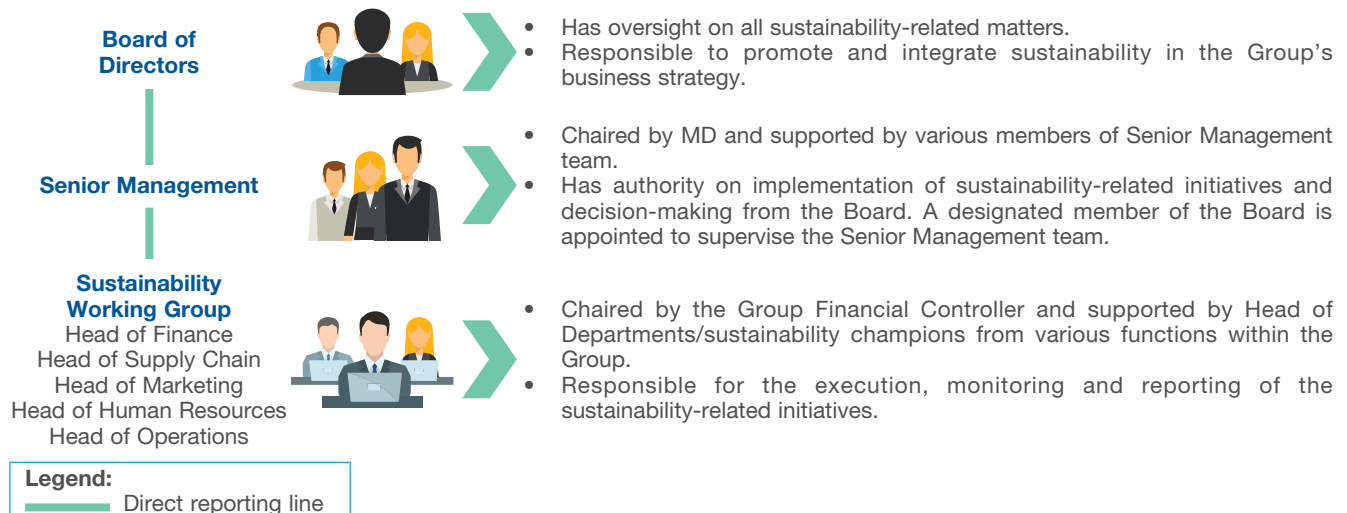 Board of
Directors
• Has oversight on all sustainability-related matters.
• Responsible to promote and integrate sustainability in the Group's
business strategy.
Senior Management
• Chaired by MD and supported by various members of Senior Management
team.
• Has authority on implementation of sustainability-related initiatives and
decision-making from the Board. A designated member of the Board is
appointed to supervise the Senior Management team.
Sustainability
Working Group
Head of Finance
Head of Supply Chain
Head of Marketing
Head of Human Resources
Head of Operations
• Chaired by the Group Financial Controller and supported by Head of
Departments/sustainability champions from various functions within the
Group.
• Responsible for the execution, monitoring and reporting of the
sustainability-related initiatives.
Legend:
Direct reporting line